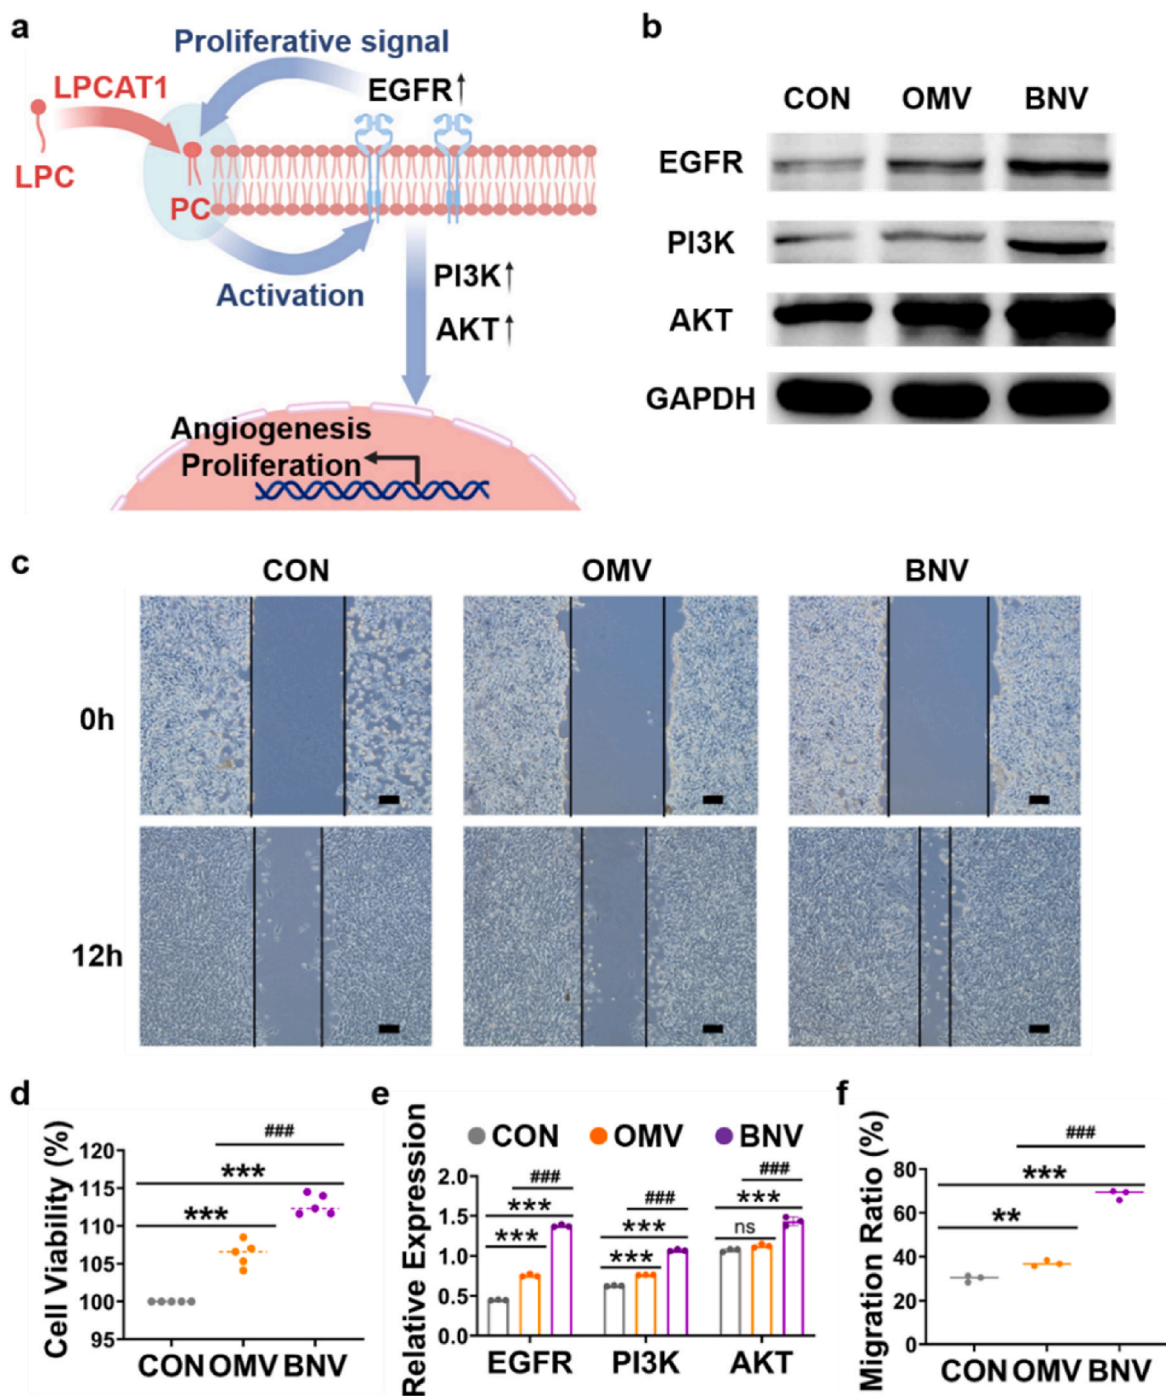 a
Proliferative signal
LPCAT1
EGFR↑
LPC
PC
Activation
PI3K↑
AKT↑
Angiogenesis
Proliferation
b
CON OMV BNV
EGFR
PI3K
AKT
GAPDH
c
CON OMV BNV
0h
12h
d
Cell Viability (%)
120
115
110
105
100
95
###
***
***
CON OMV BNV
e
Relative Expression
CON OMV BNV
2.0
1.5
1.0
0.5
0.0
###
***
***
###
***
***
###
***
ns
EGFR PI3K AKT
f
Migration Ratio (%)
80
60
40
20
0
###
***
**
CON OMV BNV